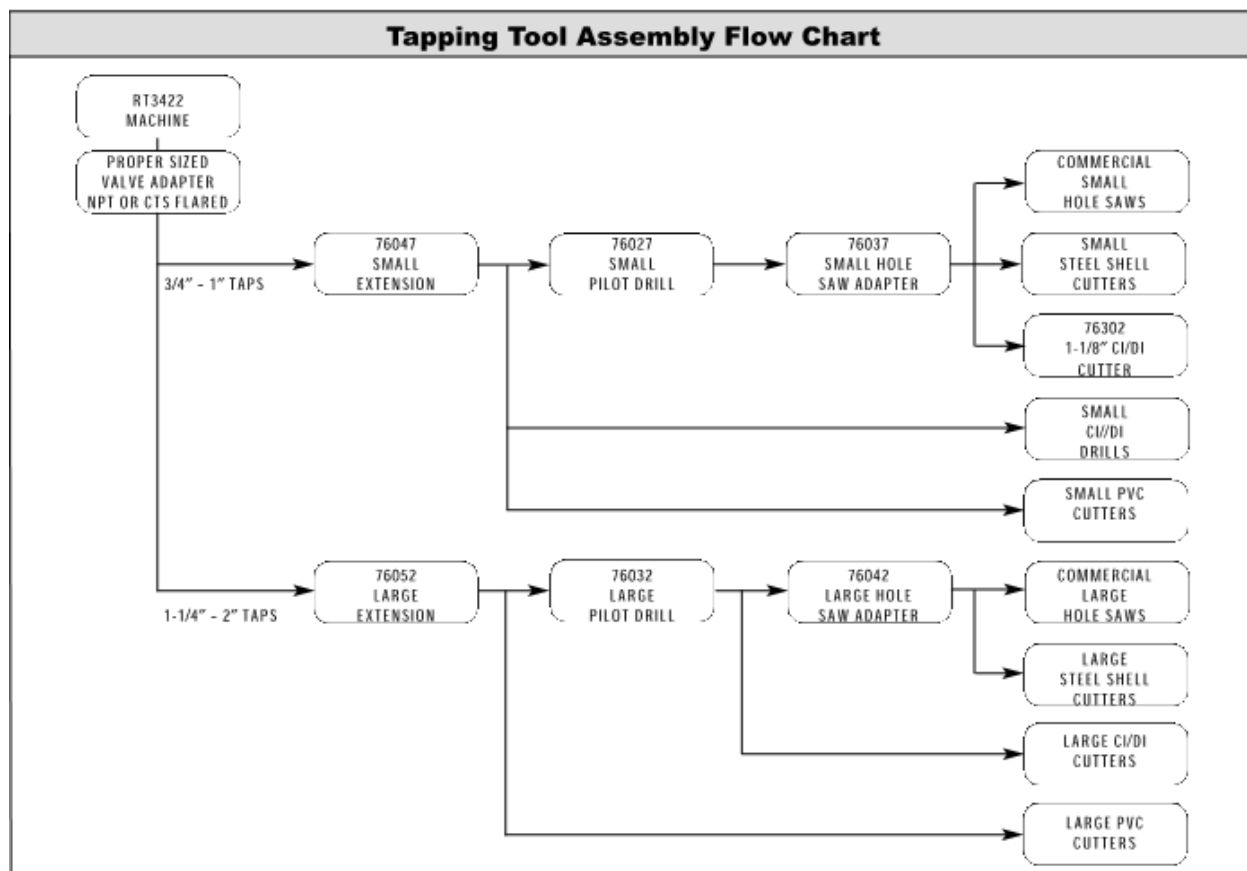 Tapping Tool Assembly Flow Chart
RT3422
MACHINE
PROPER SIZED
VALVE ADAPTER
NPT OR CTS FLARED
3/4" – 1" TAPS
76047
SMALL
EXTENSION
76027
SMALL
PILOT DRILL
76037
SMALL HOLE
SAW ADAPTER
COMMERCIAL
SMALL
HOLE SAWS
SMALL
STEEL SHELL
CUTTERS
76302
1-1/8" CI/DI
CUTTER
SMALL
CI//DI
DRILLS
SMALL PVC
CUTTERS
1-1/4" – 2" TAPS
76052
LARGE
EXTENSION
76032
LARGE
PILOT DRILL
76042
LARGE HOLE
SAW ADAPTER
COMMERCIAL
LARGE
HOLE SAWS
LARGE
STEEL SHELL
CUTTERS
LARGE CI/DI
CUTTERS
LARGE PVC
CUTTERS